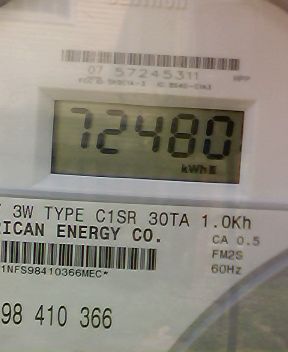 07 57245311
72480
kWh
3W TYPE C1SR 30TA 1.0Kh
RICAN ENERGY CO.
CA 0.5
FM2S
60Hz
1NFS98410366MEC*
98 410 366